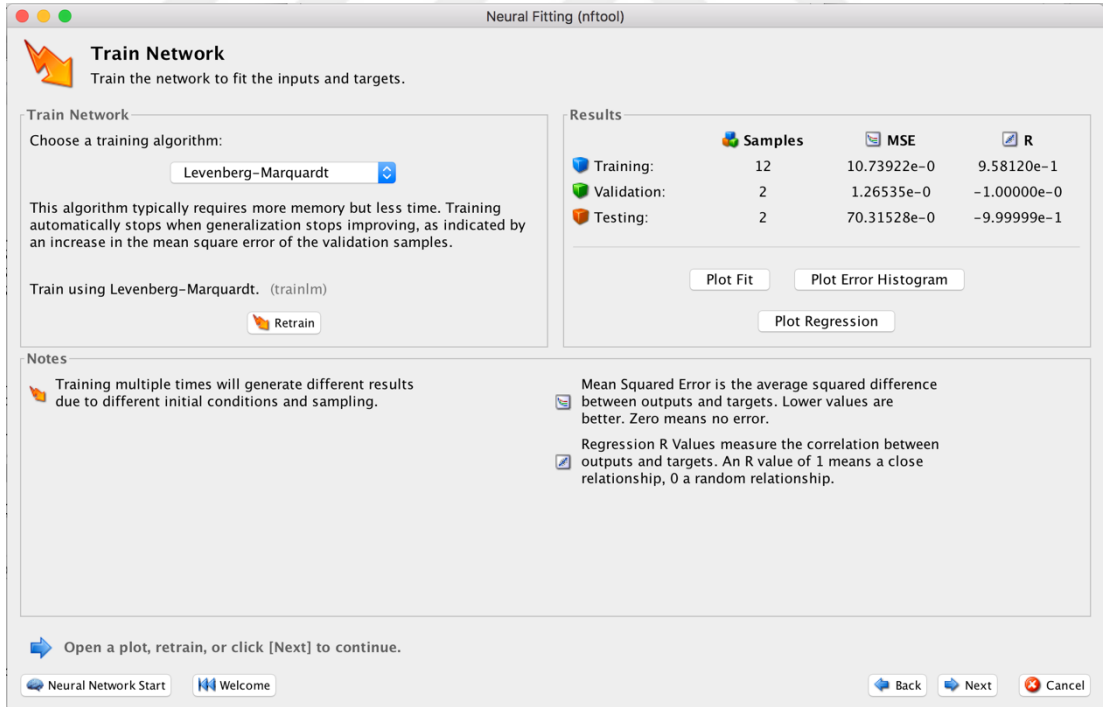 Neural Fitting (nftool)
Train Network
Train the network to fit the inputs and targets.
Train Network
Choose a training algorithm:
Levenberg-Marquardt
This algorithm typically requires more memory but less time. Training
automatically stops when generalization stops improving, as indicated by
an increase in the mean square error of the validation samples.
Train using Levenberg-Marquardt. (trainlm)
Retrain
Results
Samples MSE R
Training: 12 10.73922e-0 9.58120e-1
Validation: 2 1.26535e-0 -1.00000e-0
Testing: 2 70.31528e-0 -9.99999e-1
Plot Fit Plot Error Histogram
Plot Regression
Notes
Training multiple times will generate different results
due to different initial conditions and sampling.
Mean Squared Error is the average squared difference
between outputs and targets. Lower values are
better. Zero means no error.
Regression R Values measure the correlation between
outputs and targets. An R value of 1 means a close
relationship, 0 a random relationship.
Open a plot, retrain, or click [Next] to continue.
Neural Network Start Welcome Back Next Cancel